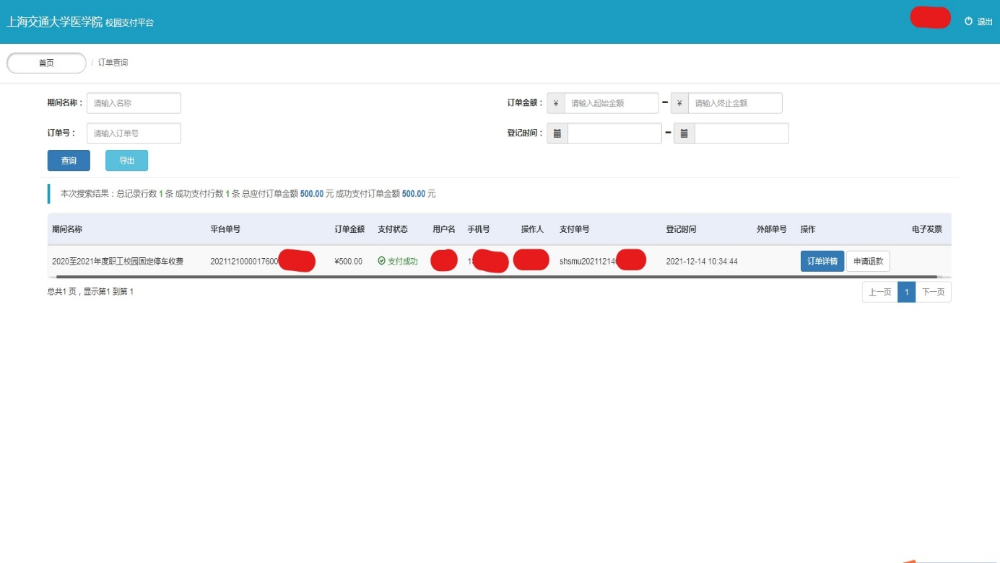 上海交通大学医学院 校园支付平台
退出
首页 / 订单查询
期间名称： 请输入名称 订单金额： ¥ 请输入起始金额 - ¥ 请输入终止金额
订单号： 请输入订单号 登记时间： -
查询 导出
本次搜索结果：总记录行数 1 条 成功支付行数 1 条 总应付订单金额 500.00 元 成功支付订单金额 500.00 元
期间名称 平台单号 订单金额 支付状态 用户名 手机号 操作人 支付单号 登记时间 外部单号 操作 电子发票
2020至2021年度职工校园固定停车收费 2021121000017600 ¥500.00 支付成功 1 shsmu20211214 2021-12-14 10:34:44 订单详情 申请退款
总共1 页，显示第1 到第 1 上一页 1 下一页